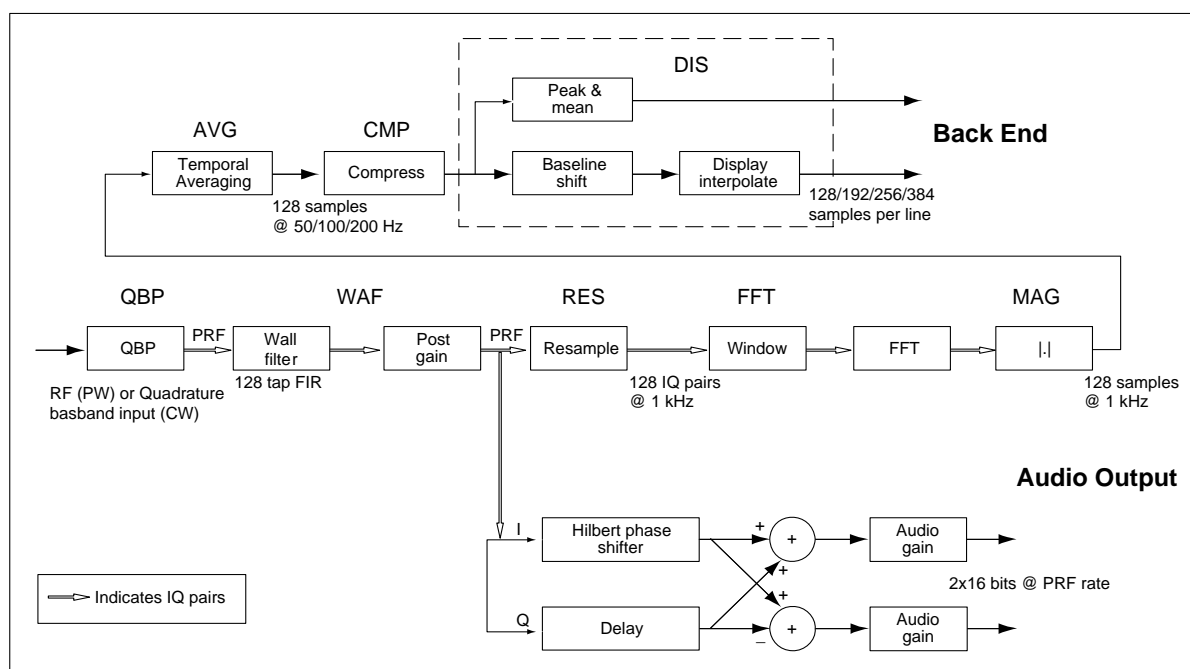 DIS
Peak &
mean
Back End
AVG
CMP
Temporal
Averaging
Compress
Baseline
shift
Display
interpolate
128 samples
@ 50/100/200 Hz
128/192/256/384
samples per line
QBP
WAF
RES
FFT
MAG
QBP
PRF
Wall
filter
Post
gain
PRF
Resample
Window
FFT
|.|
RF (PW) or Quadrature
basband input (CW)
128 tap FIR
128 IQ pairs
@ 1 kHz
128 samples
@ 1 kHz
Audio Output
I
Hilbert phase
shifter
+
+
+
+
Audio
gain
2x16 bits @ PRF rate
Q
Delay
–
+
Audio
gain
Indicates IQ pairs